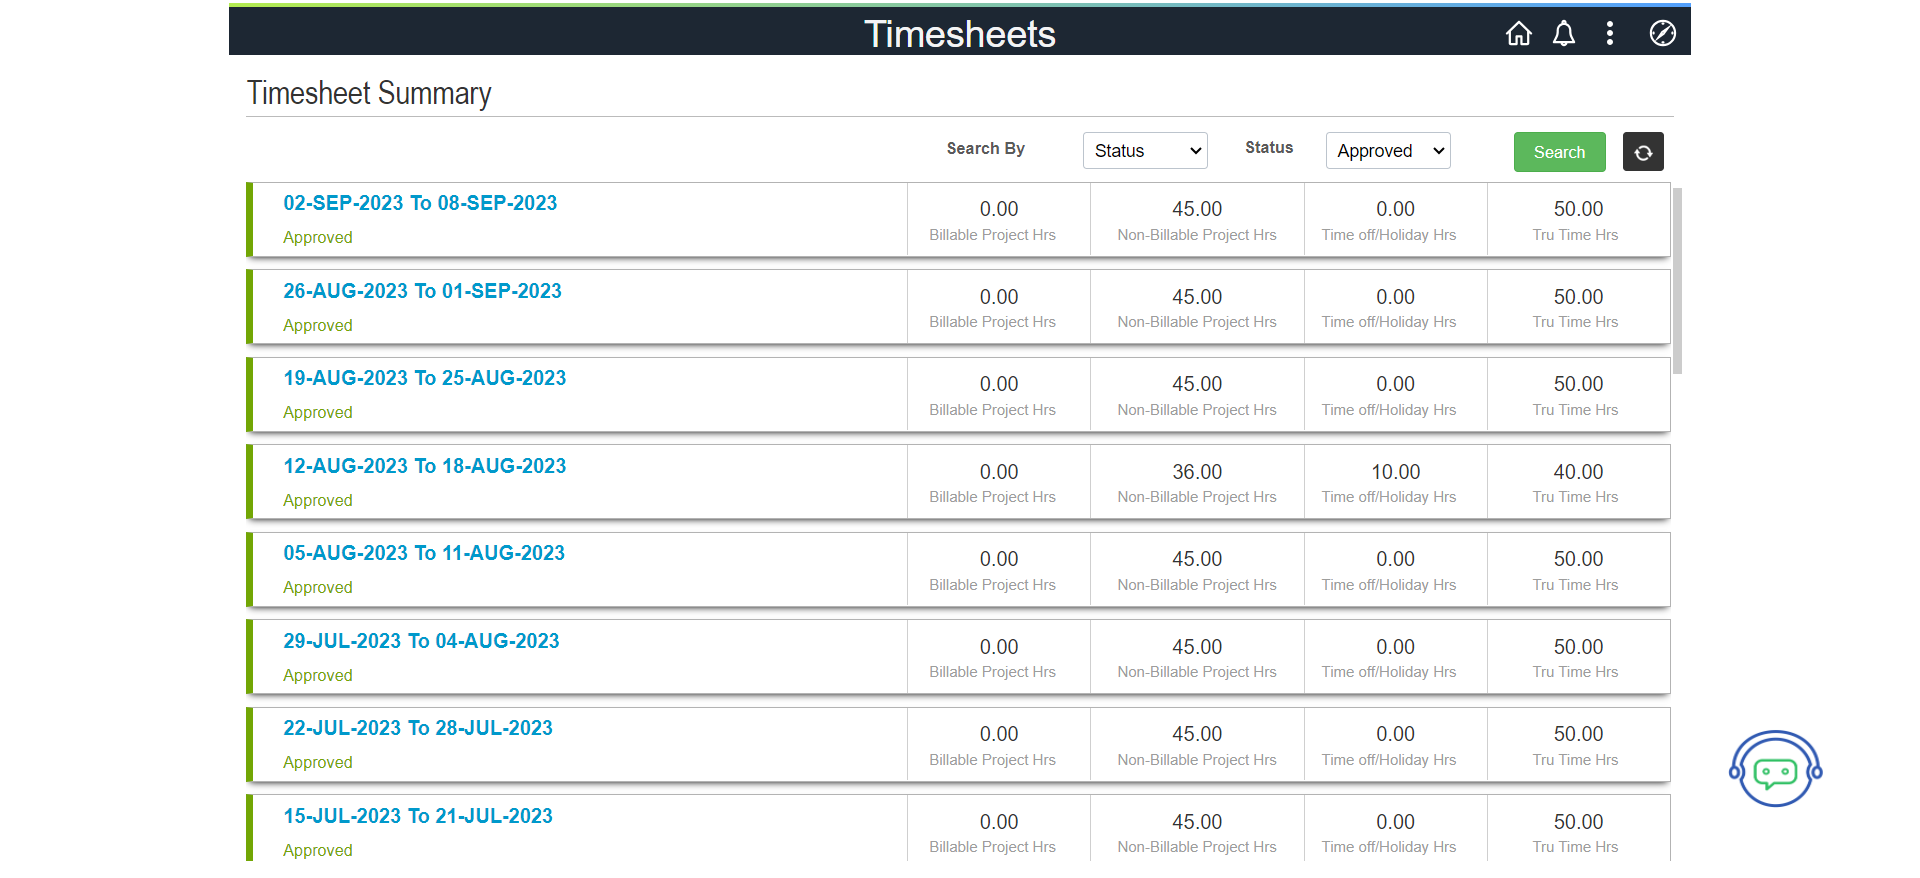 Timesheets
Timesheet Summary
Search By Status Status Approved Search
02-SEP-2023 To 08-SEP-2023
Approved
0.00 45.00 0.00 50.00
Billable Project Hrs Non-Billable Project Hrs Time off/Holiday Hrs Tru Time Hrs
26-AUG-2023 To 01-SEP-2023
Approved
0.00 45.00 0.00 50.00
Billable Project Hrs Non-Billable Project Hrs Time off/Holiday Hrs Tru Time Hrs
19-AUG-2023 To 25-AUG-2023
Approved
0.00 45.00 0.00 50.00
Billable Project Hrs Non-Billable Project Hrs Time off/Holiday Hrs Tru Time Hrs
12-AUG-2023 To 18-AUG-2023
Approved
0.00 36.00 10.00 40.00
Billable Project Hrs Non-Billable Project Hrs Time off/Holiday Hrs Tru Time Hrs
05-AUG-2023 To 11-AUG-2023
Approved
0.00 45.00 0.00 50.00
Billable Project Hrs Non-Billable Project Hrs Time off/Holiday Hrs Tru Time Hrs
29-JUL-2023 To 04-AUG-2023
Approved
0.00 45.00 0.00 50.00
Billable Project Hrs Non-Billable Project Hrs Time off/Holiday Hrs Tru Time Hrs
22-JUL-2023 To 28-JUL-2023
Approved
0.00 45.00 0.00 50.00
Billable Project Hrs Non-Billable Project Hrs Time off/Holiday Hrs Tru Time Hrs
15-JUL-2023 To 21-JUL-2023
Approved
0.00 45.00 0.00 50.00
Billable Project Hrs Non-Billable Project Hrs Time off/Holiday Hrs Tru Time Hrs